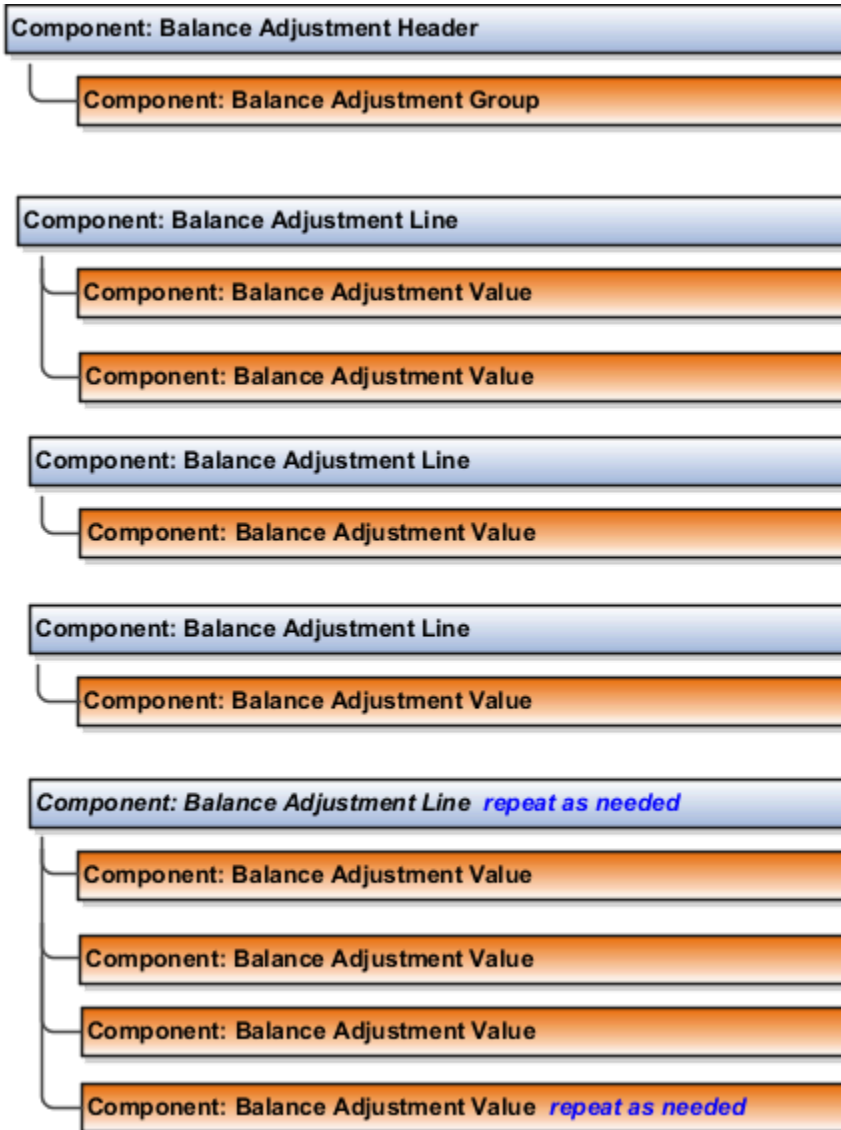 Component: Balance Adjustment Header
Component: Balance Adjustment Group
Component: Balance Adjustment Line
Component: Balance Adjustment Value
Component: Balance Adjustment Value
Component: Balance Adjustment Line
Component: Balance Adjustment Value
Component: Balance Adjustment Line
Component: Balance Adjustment Value
Component: Balance Adjustment Line repeat as needed
Component: Balance Adjustment Value
Component: Balance Adjustment Value
Component: Balance Adjustment Value
Component: Balance Adjustment Value repeat as needed